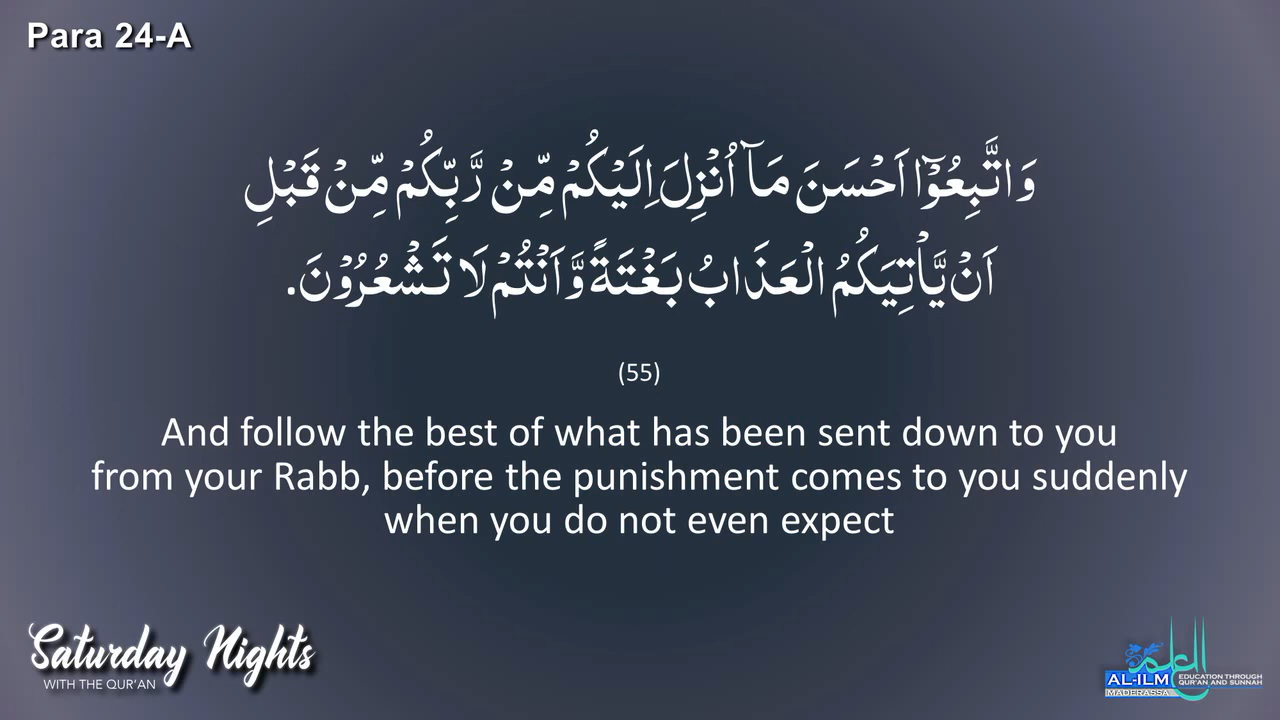 Para 24-A
وَاتَّبِعُوْٓا اَحْسَنَ مَآ اُنْزِلَ اِلَيْكُمْ مِّنْ رَّبِّكُمْ مِّنْ قَبْلِ
اَنْ يَّاْتِيَكُمُ الْعَذَابُ بَغْتَةً وَّاَنْتُمْ لَا تَشْعُرُوْنَ.
(55)
And follow the best of what has been sent down to you
from your Rabb, before the punishment comes to you suddenly
when you do not even expect
Saturday Nights
WITH THE QUR'AN
العلم
AL-ILM
MADERASSA
EDUCATION THROUGH
QUR'AN AND SUNNAH